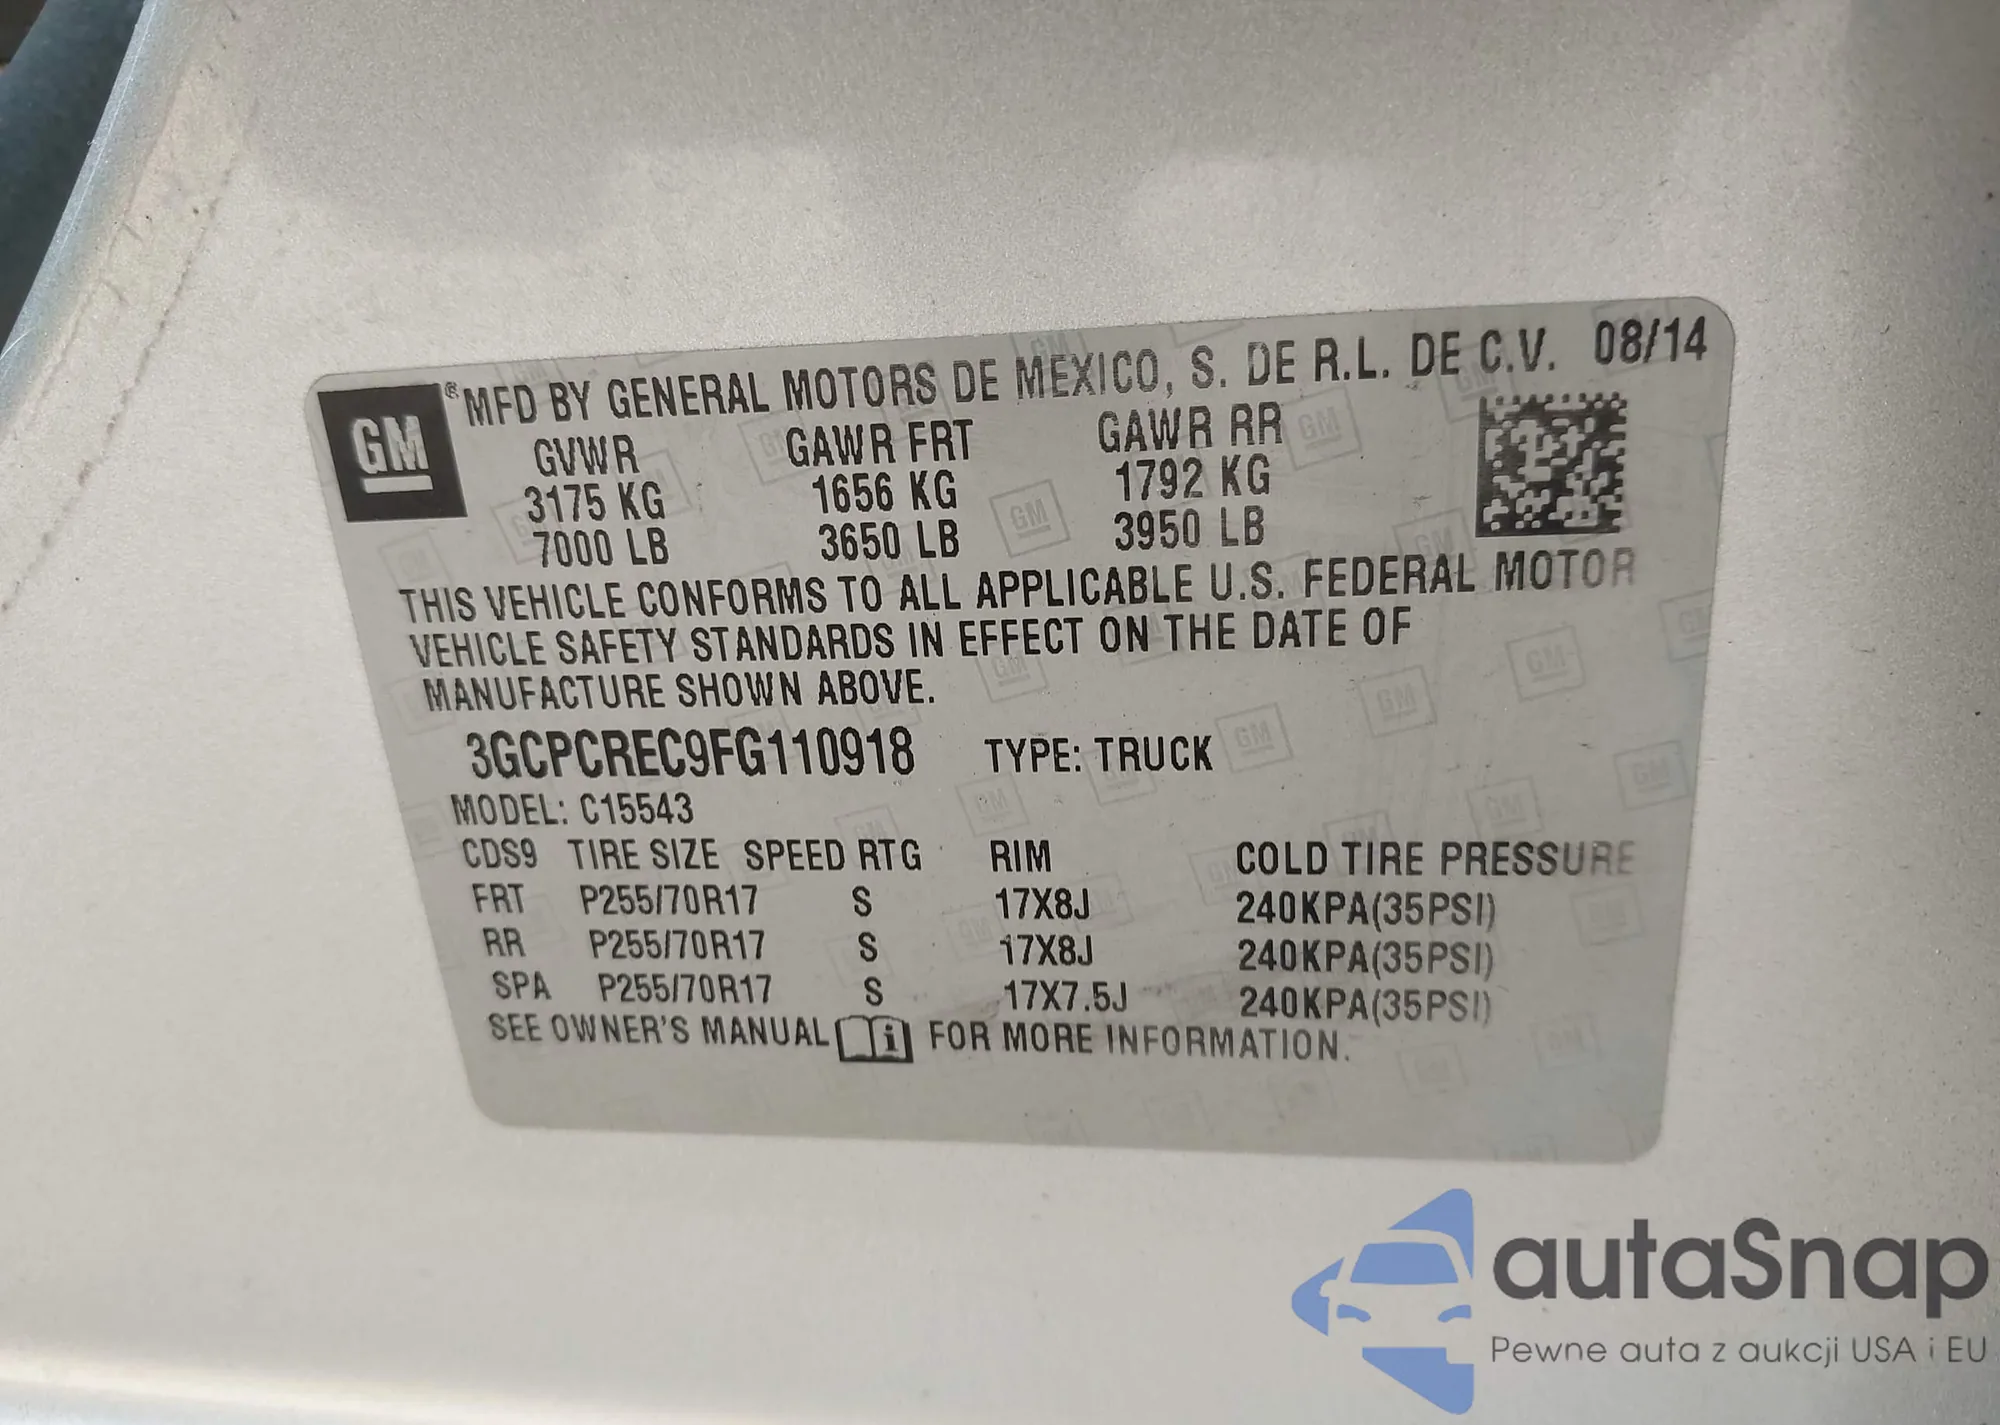 GM ® MFD BY GENERAL MOTORS DE MEXICO, S. DE R.L. DE C.V. 08/14
GVWR GAWR FRT GAWR RR
3175 KG 1656 KG 1792 KG
7000 LB 3650 LB 3950 LB
THIS VEHICLE CONFORMS TO ALL APPLICABLE U.S. FEDERAL MOTOR
VEHICLE SAFETY STANDARDS IN EFFECT ON THE DATE OF
MANUFACTURE SHOWN ABOVE.
3GCPCREC9FG110918 TYPE: TRUCK
MODEL: C15543
CDS9 TIRE SIZE SPEED RTG RIM COLD TIRE PRESSURE
FRT P255/70R17 S 17X8J 240KPA(35PSI)
RR P255/70R17 S 17X8J 240KPA(35PSI)
SPA P255/70R17 S 17X7.5J 240KPA(35PSI)
SEE OWNER'S MANUAL i FOR MORE INFORMATION.
autaSnap
Pewne auta z aukcji USA i EU